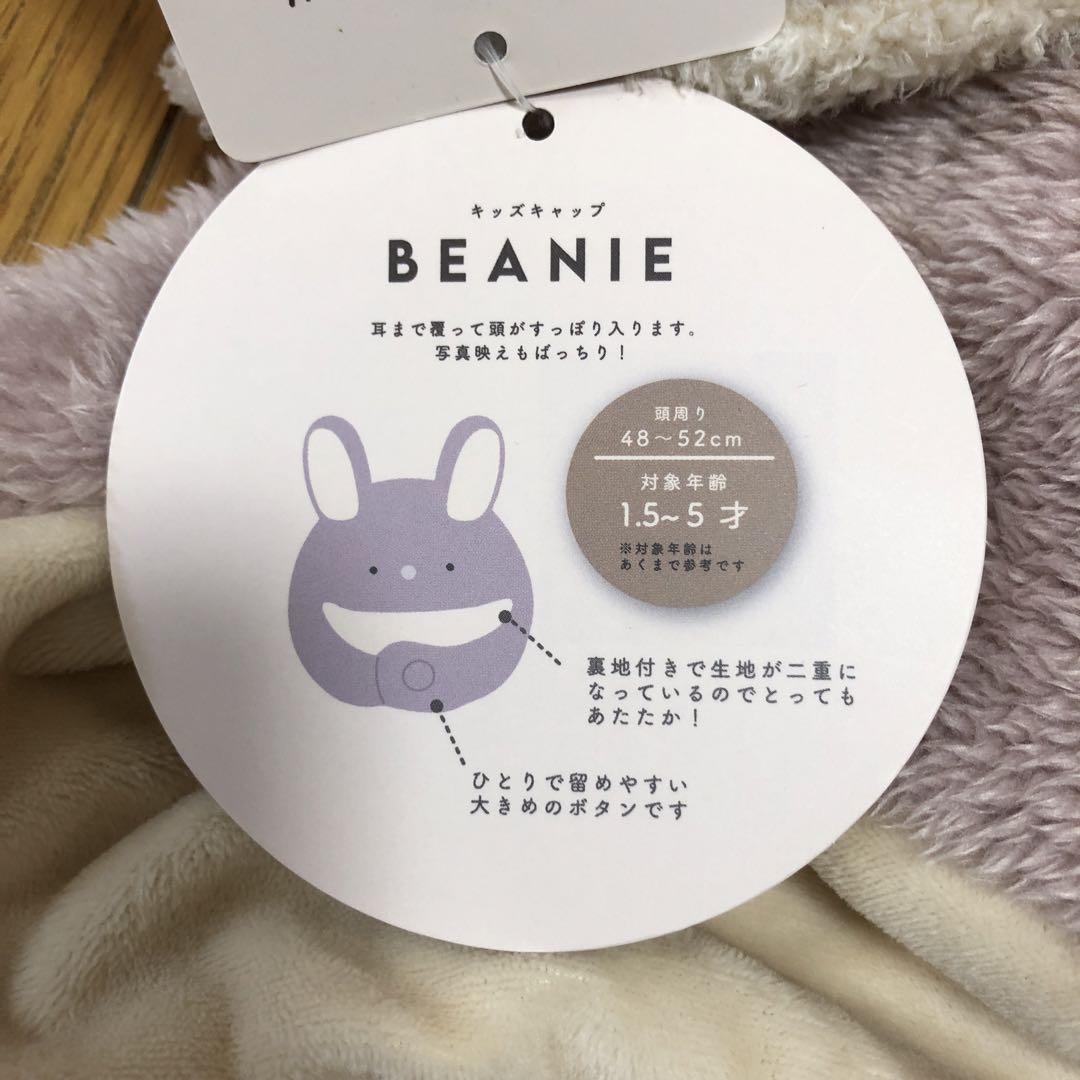 キッズキャップ
BEANIE
耳まで覆って頭がすっぽり入ります。
写真映えもばっちり！
頭周り
48～52cm
対象年齢
1.5~5 才
※対象年齢は
あくまで参考です
裏地付きで生地が二重に
なっているのでとっても
あたたか！
ひとりで留めやすい
大きめのボタンです